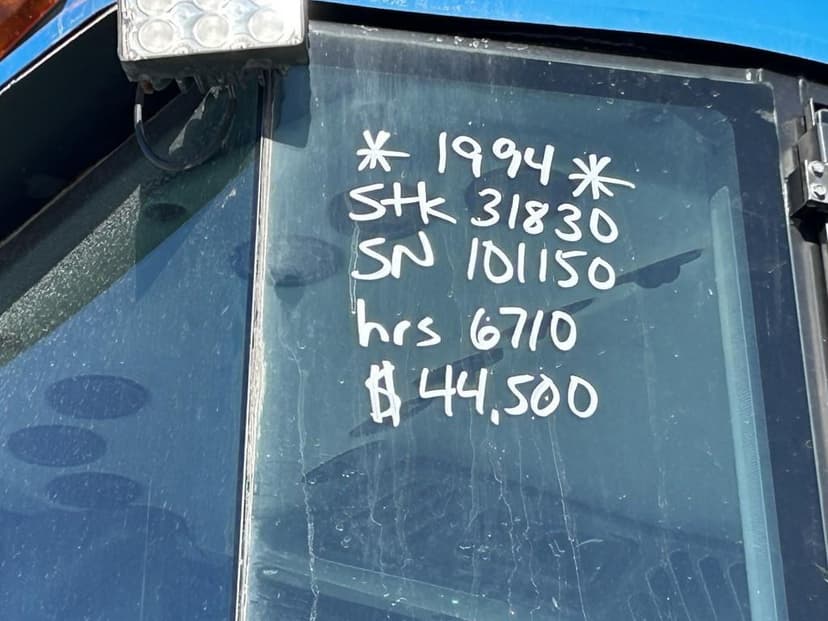 * 1994 *
Stk 31830
SN 101150
hrs 6710
$ 44,500